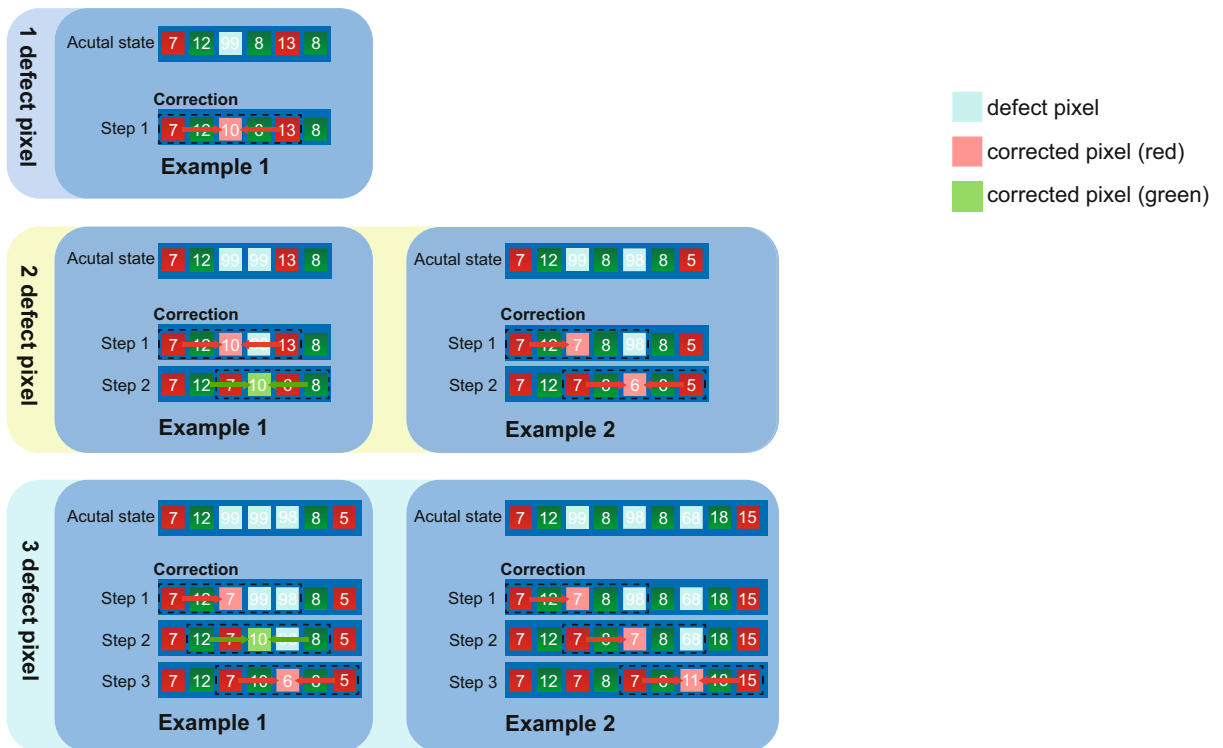 1 defect pixel
Acutal state 7 12 99 8 13 8
Correction
Step 1 7 12 10 8 13 8
Example 1
defect pixel
corrected pixel (red)
corrected pixel (green)
2 defect pixel
Acutal state 7 12 99 99 13 8
Correction
Step 1 7 12 10 13 8
Step 2 7 12 7 10 8
Example 1
Acutal state 7 12 99 8 98 8 5
Correction
Step 1 7 12 7 8 98 8 5
Step 2 7 12 7 8 6 8 5
Example 2
3 defect pixel
Acutal state 7 12 99 99 98 8 5
Correction
Step 1 7 12 7 99 98 8 5
Step 2 7 12 7 10 98 8 5
Step 3 7 12 7 10 6 8 5
Example 1
Acutal state 7 12 99 8 98 8 68 18 15
Correction
Step 1 7 12 7 8 98 8 68 18 15
Step 2 7 12 7 8 7 8 68 18 15
Step 3 7 12 7 8 7 8 11 18 15
Example 2